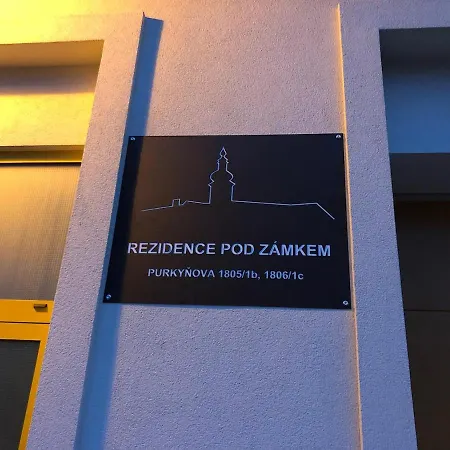 REZIDENCE POD ZÁMKEM
PURKYŇOVA 1805/1b, 1806/1c